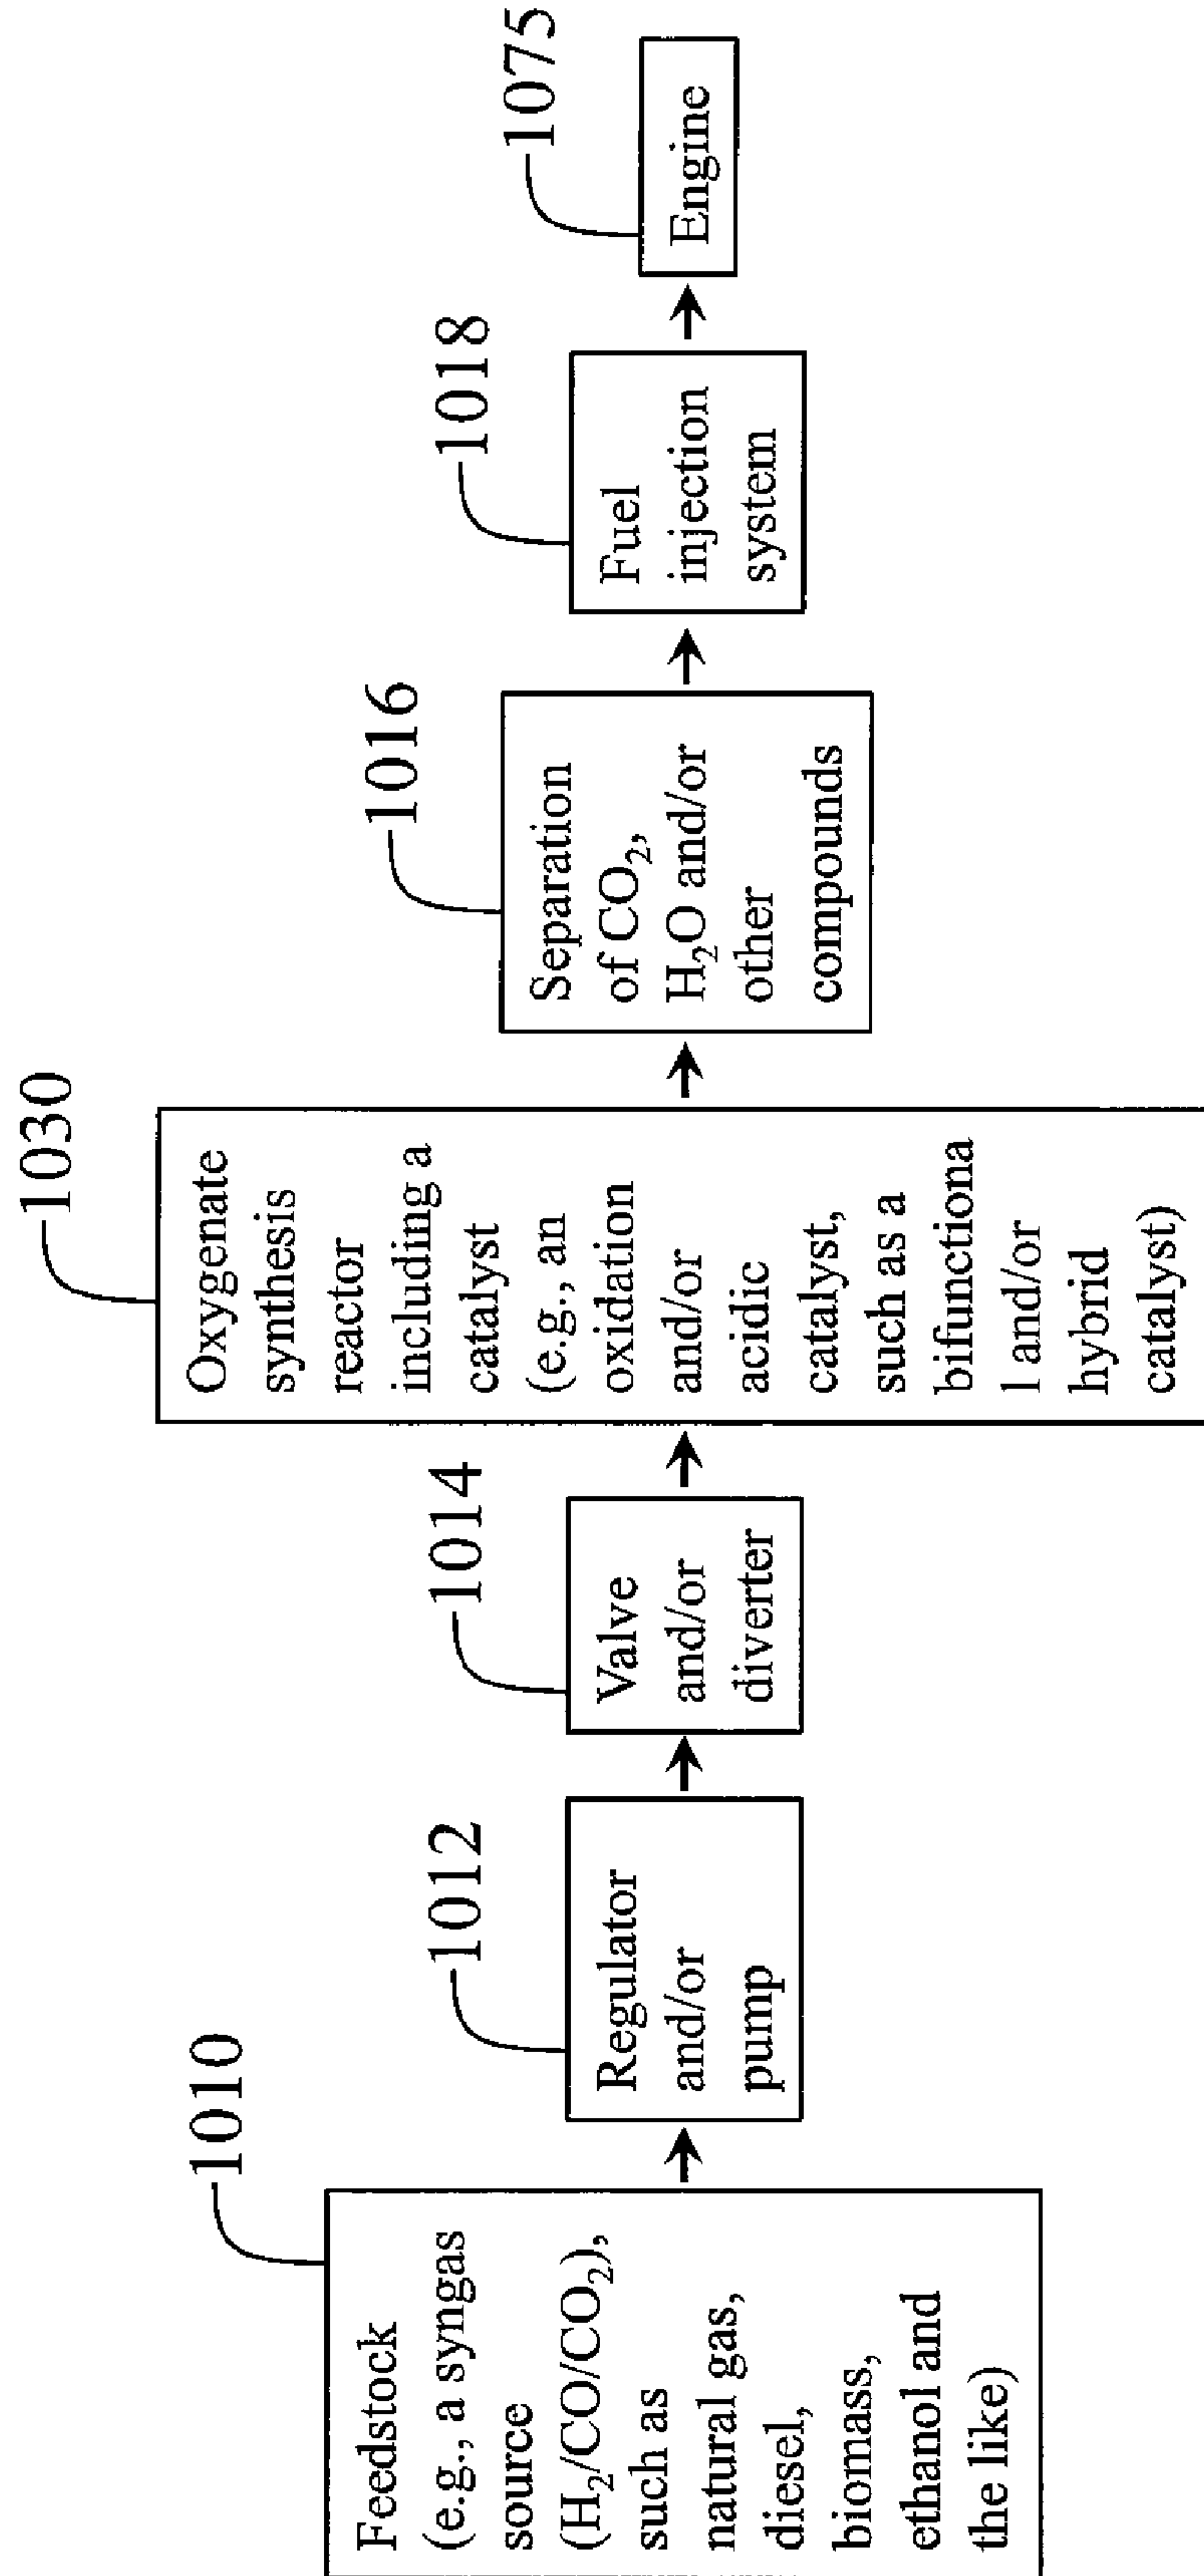 1010
Feedstock
(e.g., a syngas
source
(H₂/CO/CO₂),
such as
natural gas,
diesel,
biomass,
ethanol and
the like)
1012
Regulator
and/or
pump
1014
Valve
and/or
diverter
1030
Oxygenate
synthesis
reactor
including a
catalyst
(e.g., an
oxidation
and/or
acidic
catalyst,
such as a
bifunctiona
l and/or
hybrid
catalyst)
1016
Separation
of CO₂,
H₂O and/or
other
compounds
1018
Fuel
injection
system
1075
Engine